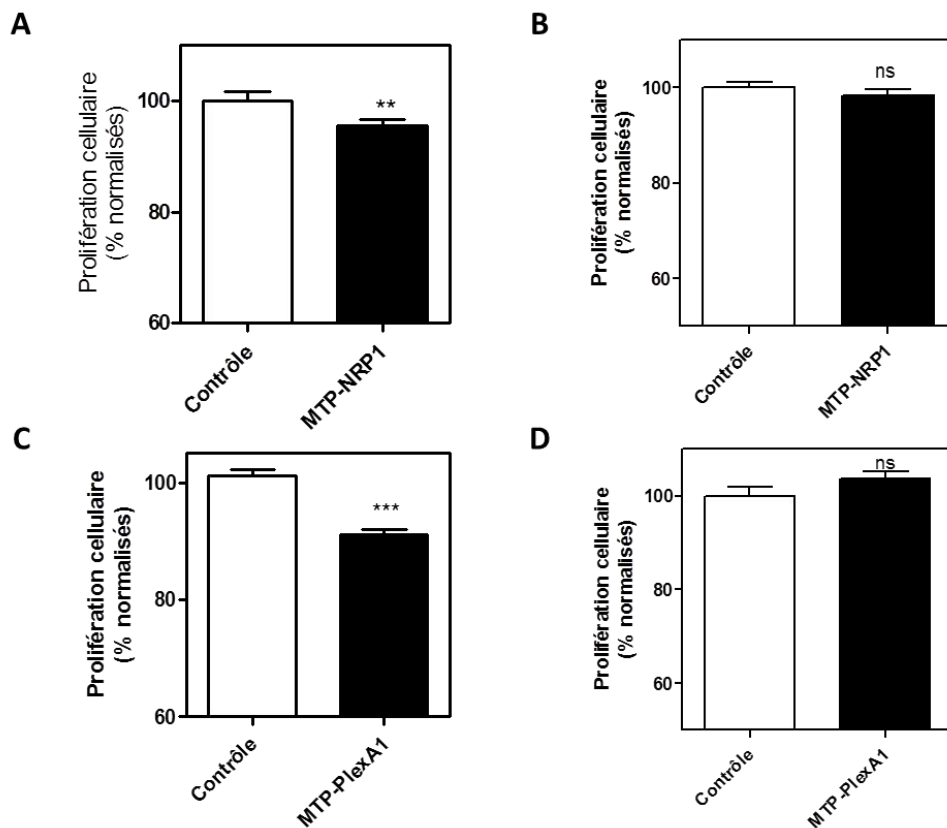 A
Prolifération cellulaire
(% normalisés)
100
80
60
**
Contrôle
MTP-NRP1
B
Prolifération cellulaire
(% normalisés)
100
80
60
ns
Contrôle
MTP-NRP1
C
Prolifération cellulaire
(% normalisés)
100
80
60
***
Contrôle
MTP-PlexA1
D
Prolifération cellulaire
(% normalisés)
100
80
60
ns
Contrôle
MTP-PlexA1